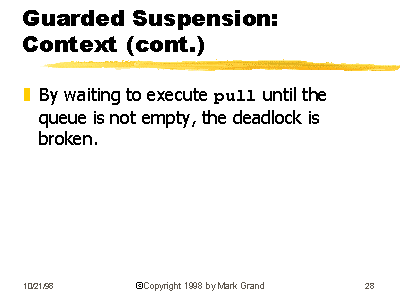 Guarded Suspension:
Context (cont.)
By waiting to execute pull until the
queue is not empty, the deadlock is
broken.
10/21/98 ©Copyright 1998 by Mark Grand 28